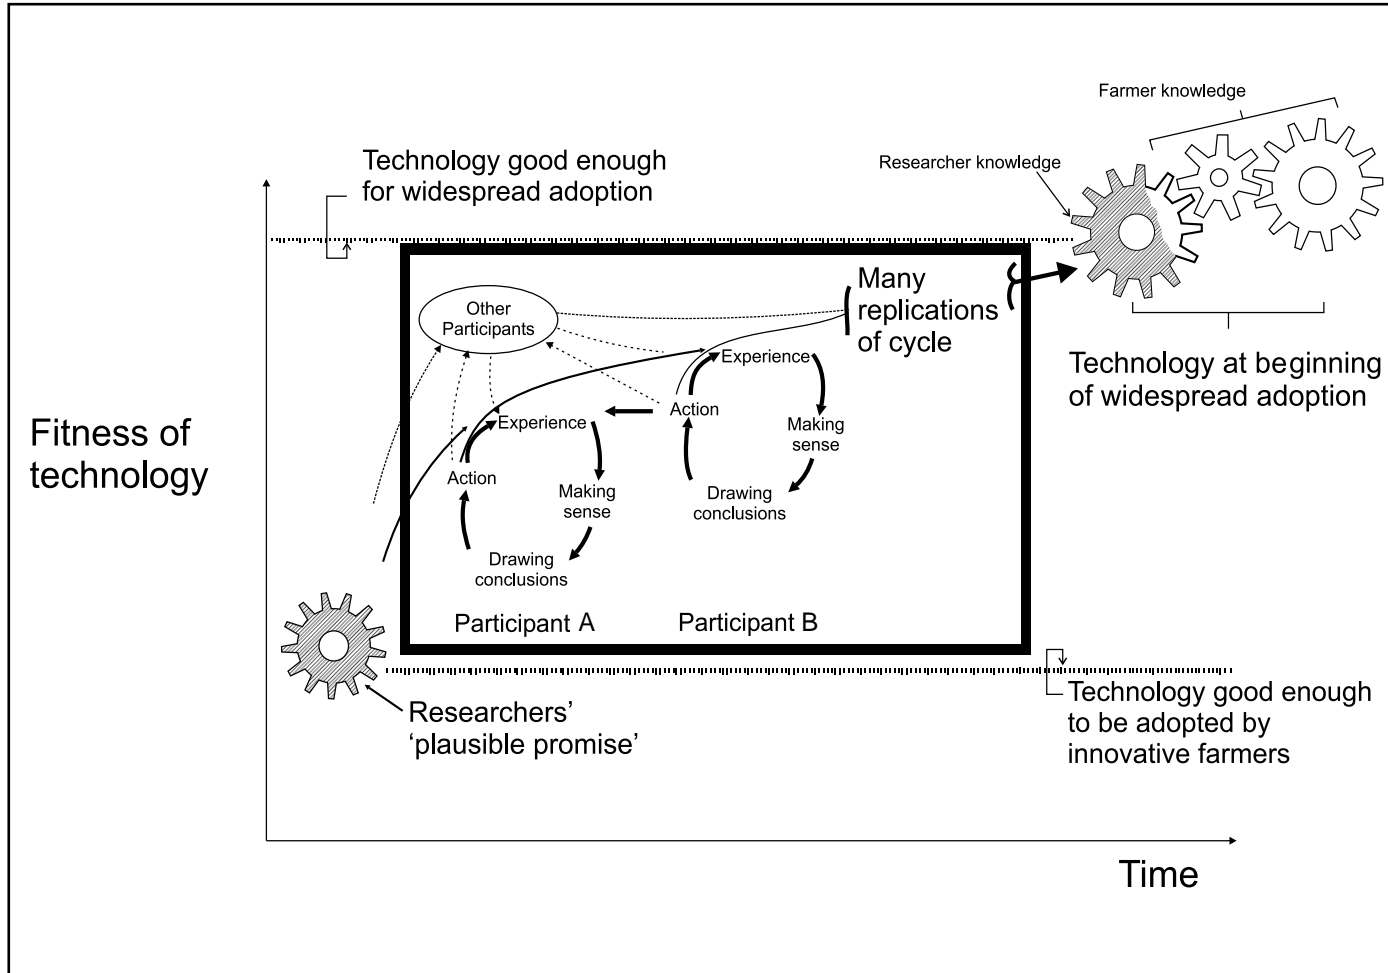 Farmer knowledge
Researcher knowledge
Technology good enough
for widespread adoption
Many
replications
of cycle
Other
Participants
Experience
Action
Making
sense
Drawing
conclusions
Experience
Action
Making
sense
Drawing
conclusions
Participant A
Participant B
Technology at beginning
of widespread adoption
Fitness of
technology
Researchers’
‘plausible promise’
Technology good enough
to be adopted by
innovative farmers
Time